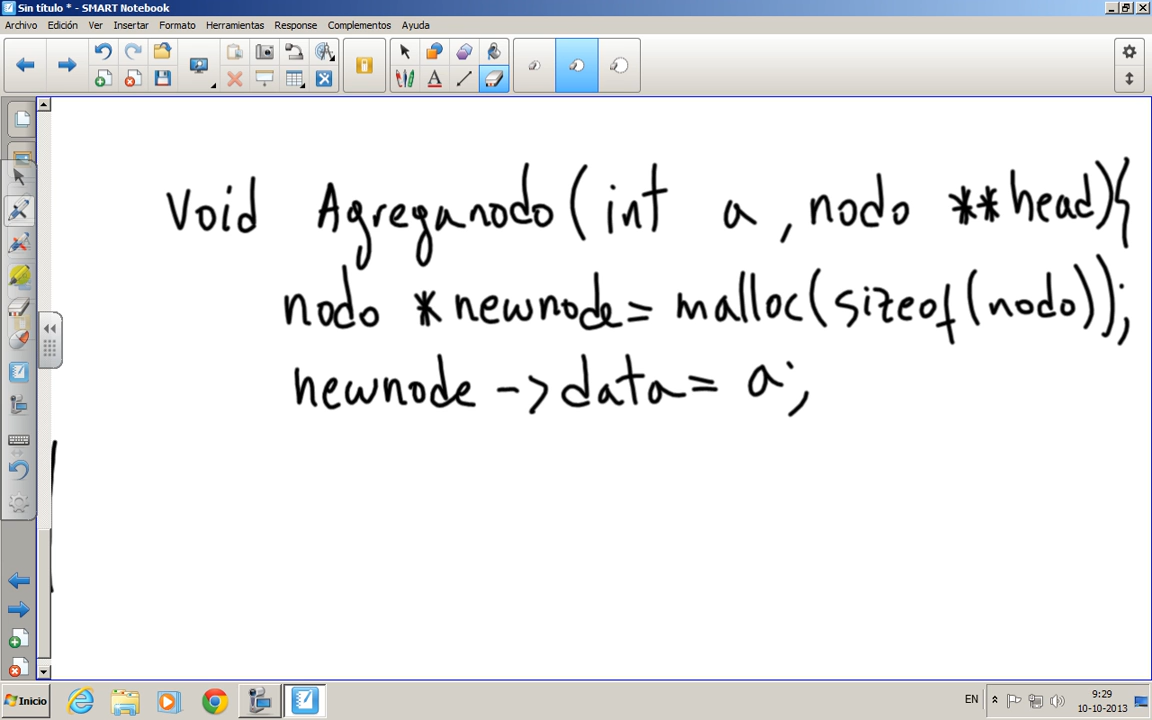 Sin título * - SMART Notebook
Archivo Edición Ver Insertar Formato Herramientas Response Complementos Ayuda
Void Agreganodo(int a , nodo **head){
nodo *newnode= malloc(sizeof(nodo));
newnode ->data= a;
Inicio
EN
9:29
10-10-2013